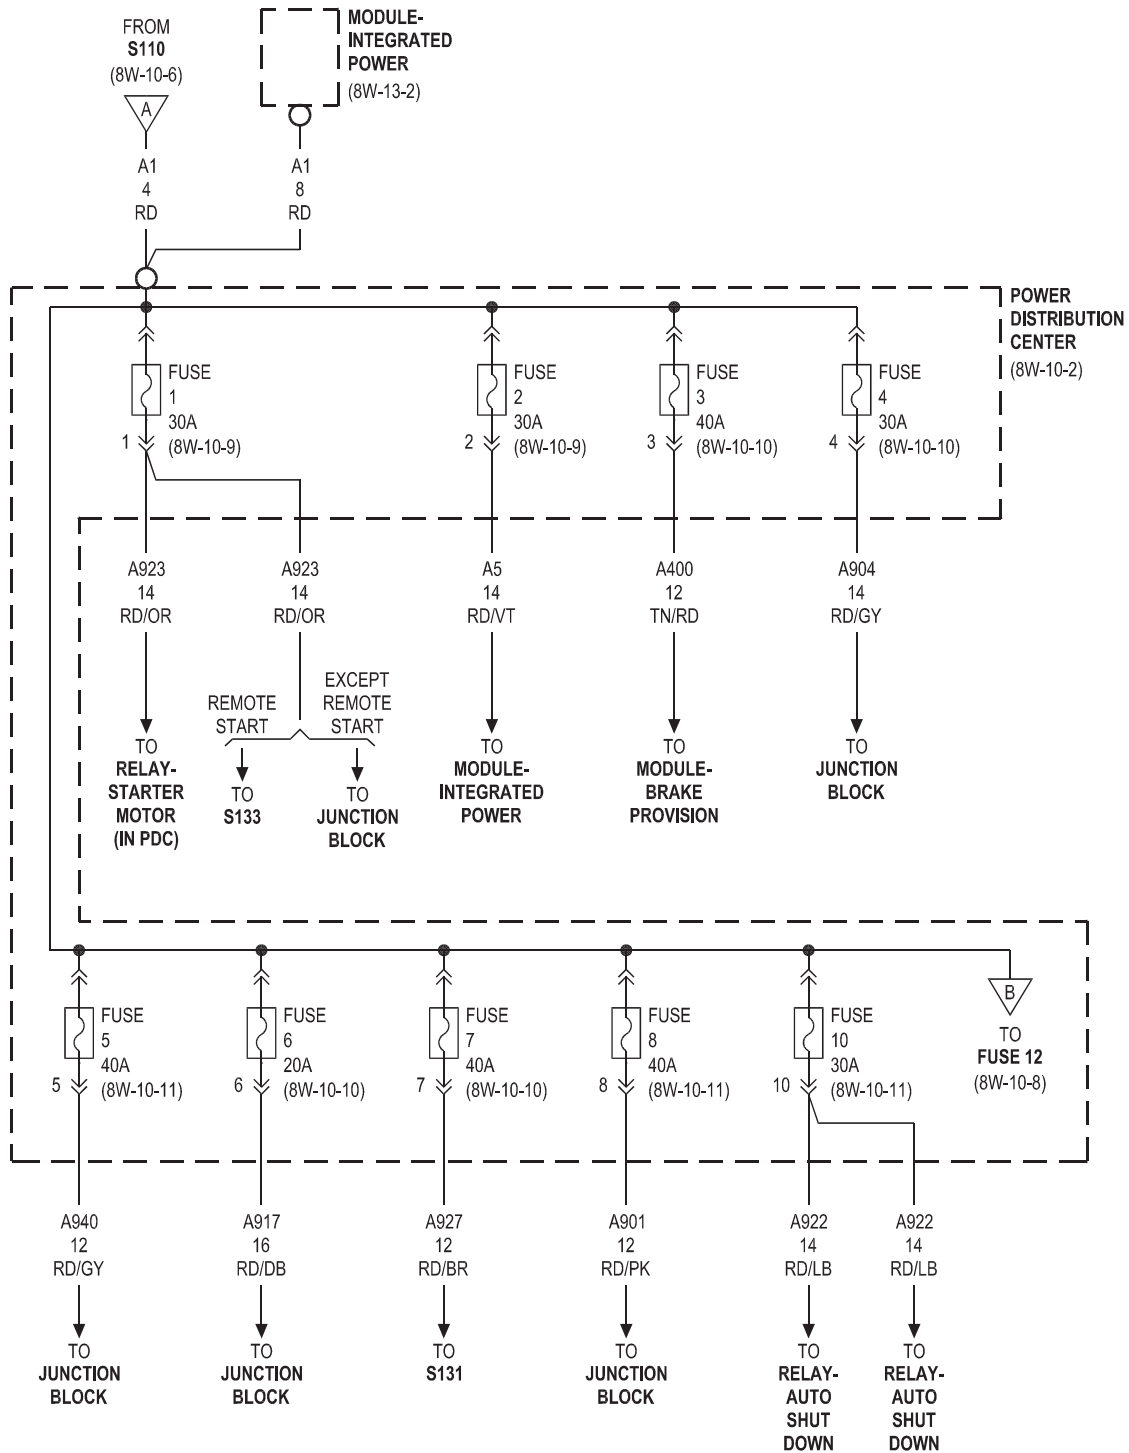 FROM
S110
(8W-10-6)
A
MODULE-
INTEGRATED
POWER
(8W-13-2)
A1
4
RD
A1
8
RD
POWER
DISTRIBUTION
CENTER
(8W-10-2)
FUSE
1
30A
(8W-10-9)
1
FUSE
2
30A
(8W-10-9)
2
FUSE
3
40A
(8W-10-10)
3
FUSE
4
30A
(8W-10-10)
4
A923
14
RD/OR
A923
14
RD/OR
A5
14
RD/VT
A400
12
TN/RD
A904
14
RD/GY
REMOTE
START
EXCEPT
REMOTE
START
TO
RELAY-
STARTER
MOTOR
(IN PDC)
TO
S133
TO
JUNCTION
BLOCK
TO
MODULE-
INTEGRATED
POWER
TO
MODULE-
BRAKE
PROVISION
TO
JUNCTION
BLOCK
FUSE
5
40A
(8W-10-11)
5
FUSE
6
20A
(8W-10-10)
6
FUSE
7
40A
(8W-10-10)
7
FUSE
8
40A
(8W-10-11)
8
FUSE
10
30A
(8W-10-11)
10
B
TO
FUSE 12
(8W-10-8)
A940
12
RD/GY
A917
16
RD/DB
A927
12
RD/BR
A901
12
RD/PK
A922
14
RD/LB
A922
14
RD/LB
TO
JUNCTION
BLOCK
TO
JUNCTION
BLOCK
TO
S131
TO
JUNCTION
BLOCK
TO
RELAY-
AUTO
SHUT
DOWN
TO
RELAY-
AUTO
SHUT
DOWN